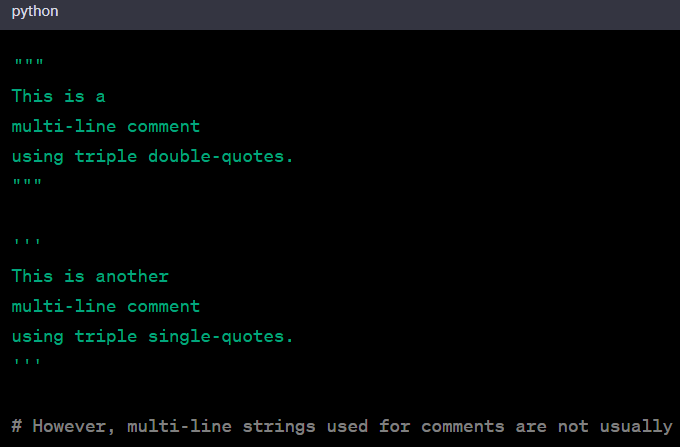 python
"""
This is a
multi-line comment
using triple double-quotes.
"""
'''
This is another
multi-line comment
using triple single-quotes.
'''
# However, multi-line strings used for comments are not usually